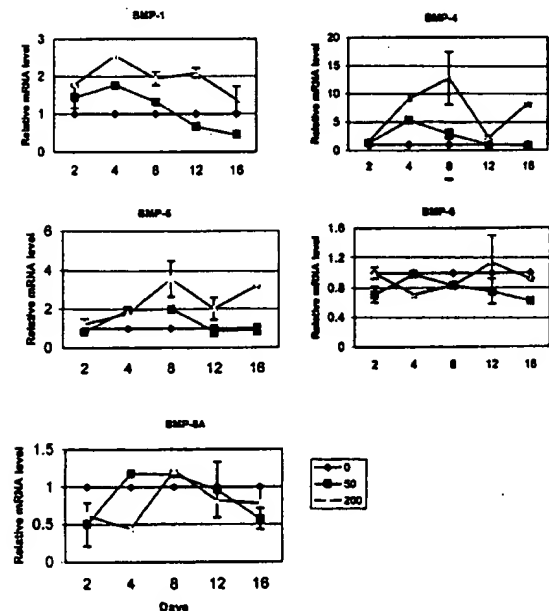 BMP-1
Relative mRNA level
3
2
1
0
2 4 8 12 16
BMP-4
Relative mRNA level
20
15
10
5
0
2 4 8 12 16
BMP-5
Relative mRNA level
6
4
2
0
2 4 8 12 16
BMP-6
Relative mRNA level
1.6
1.2
0.8
0.4
0
2 4 8 12 16
BMP-8A
Relative mRNA level
1.5
1
0.5
0
2 4 8 12 16
Days
0
50
200